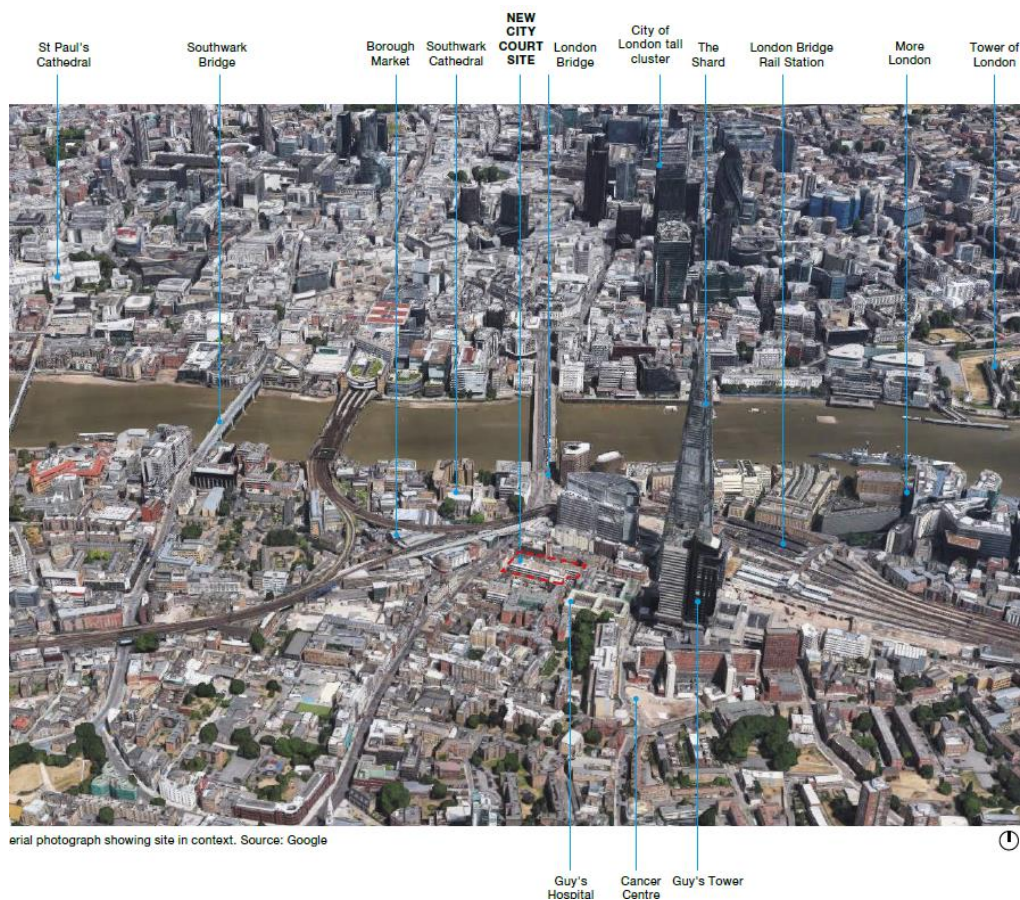 St Paul's
Cathedral
Southwark
Bridge
Borough
Market
Southwark
Cathedral
NEW
CITY
COURT
SITE
London
Bridge
City of
London tall
cluster
The
Shard
London Bridge
Rail Station
More
London
Tower of
London
erial photograph showing site in context. Source: Google
Guy's
Hospital
Cancer
Centre
Guy's Tower